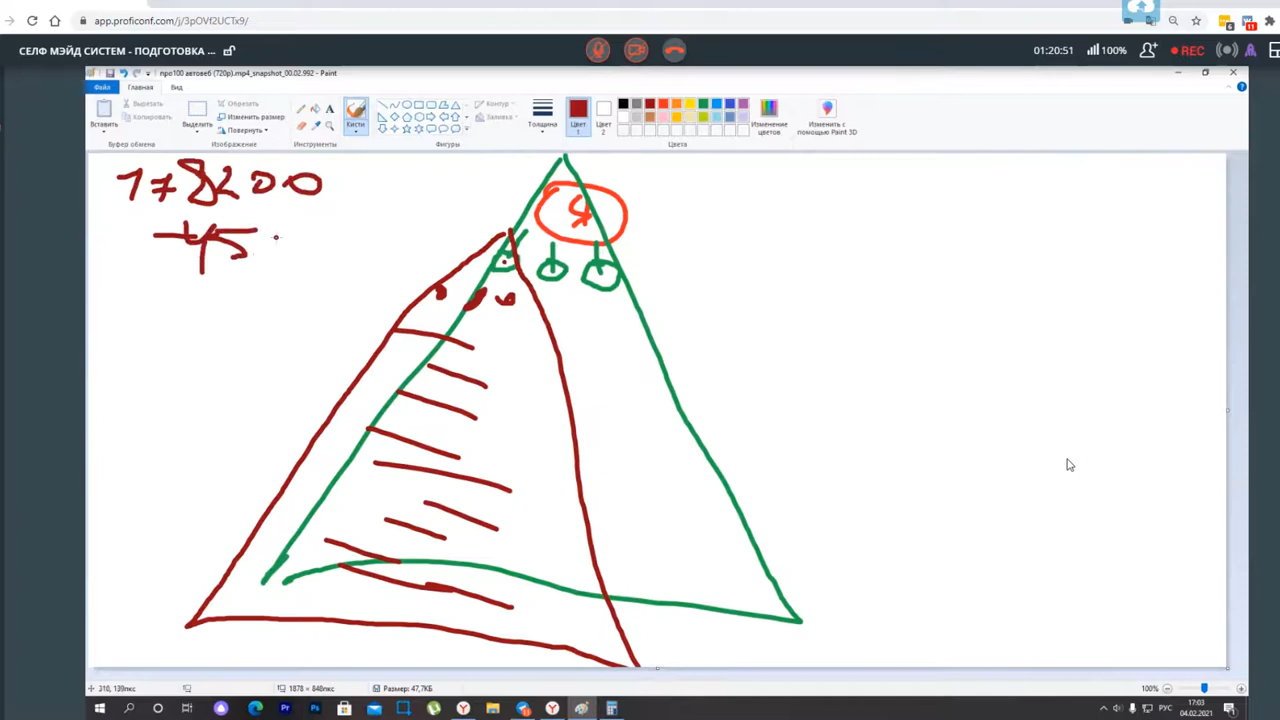 app.proficonf.com/j/3pOVf2UCTx9/
СЕЛФ МЭЙД СИСТЕМ - ПОДГОТОВКА
01:20:51
100%
REC
про100 автовеб (720p).mp4_snapshot_00.02.992 - Paint
Файл
Главная
Вид
Вставить
Вырезать
Копировать
Буфер обмена
Выделить
Обрезать
Изменить размер
Повернуть
Изображение
A
Инструменты
Кисти
Контур
Заливка
Фигуры
Толщина
Цвет 1
Цвет 2
Изменение цветов
Цвета
Изменить с помощью Paint 3D
178200
45
310, 139пкс
1878 × 848пкс
Размер: 47,7КБ
100%
Pr
Ps
РУС
17:03
04.02.2021